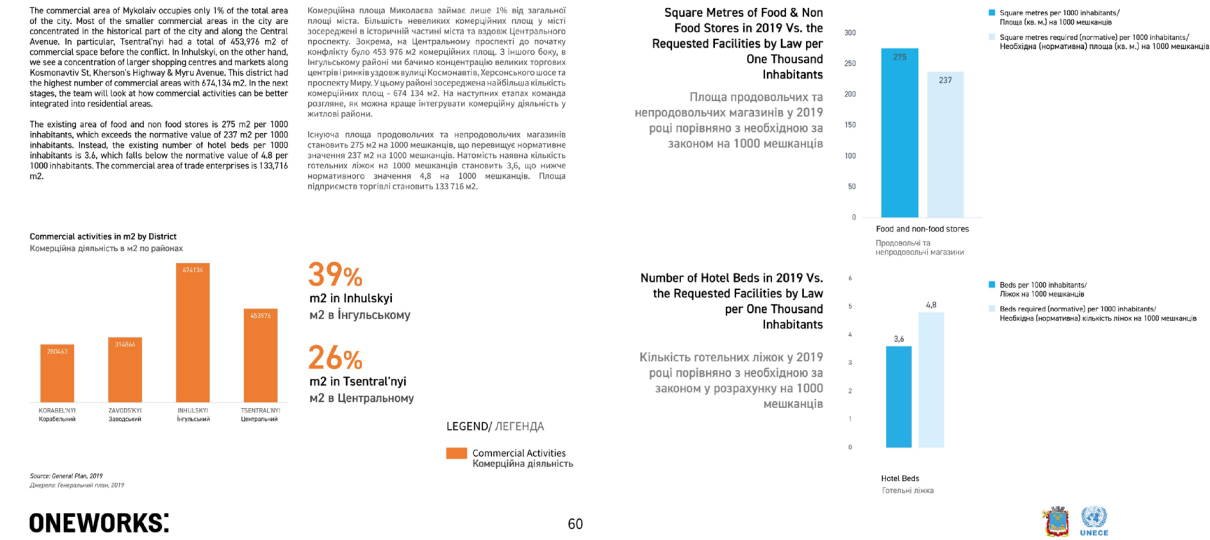 The commercial area of Mykolaiv occupies only 1% of the total area
of the city. Most of the smaller commercial areas in the city are
concentrated in the historical part of the city and along the Central
Avenue. In particular, Tsentral'nyi had a total of 453,976 m2 of
commercial space before the conflict. In Inhulskyi, on the other hand,
we see a concentration of larger shopping centres and markets along
Kosmonavtiv St, Kherson's Highway & Myru Avenue. This district had
the highest number of commercial areas with 674,134 m2. In the next
stages, the team will look at how commercial activities can be better
integrated into residential areas.
The existing area of food and non food stores is 275 m2 per 1000
inhabitants, which exceeds the normative value of 237 m2 per 1000
inhabitants. Instead, the existing number of hotel beds per 1000
inhabitants is 3.6, which falls below the normative value of 4.8 per
1000 inhabitants. The commercial area of trade enterprises is 133,716
m2.
Комерційна площа Миколаєва займає лише 1% від загальної
площі міста. Більшість невеликих комерційних площ у місті
зосереджені в історичній частині міста та вздовж Центрального
проспекту. Зокрема, на Центральному проспекті до початку
конфлікту було 453 976 м2 комерційної площі. З іншого боку, в
Інгульському районі ми бачимо концентрацію великих торгових
центрів і ринків уздовж вулиці Космонавтів, Херсонського шосе та
проспекту Миру. У цьому районі зосереджена найбільша кількість
комерційних площ - 674 134 м2. На наступних етапах команда
розгляне, як можна краще інтегрувати комерційну діяльність у
житлові райони.
Існуюча площа продовольчих та непродовольчих магазинів
становить 275 м2 на 1000 мешканців, що перевищує нормативне
значення 237 м2 на 1000 мешканців. Натомість наявна кількість
готельних ліжок на 1000 мешканців становить 3,6, що нижче
нормативного значення 4,8 на 1000 мешканців. Площа
підприємств торгівлі становить 133 716 м2.
Commercial activities in m2 by District
Комерційна діяльність в м2 по районах
280463
314846
674134
453976
KORABEL'NYI
Корабельний
ZAVODS'KYI
Заводський
INHULSKYI
Інгульський
TSENTRAL'NYI
Центральний
39%
m2 in Inhulskyi
м2 в Інгульському
26%
m2 in Tsentral'nyi
м2 в Центральному
LEGEND/ ЛЕГЕНДА
Commercial Activities
Комерційна діяльність
Source: General Plan, 2019
Джерело: Генеральний план, 2019
ONEWORKS:
60
Square Metres of Food & Non
Food Stores in 2019 Vs. the
Requested Facilities by Law per
One Thousand
Inhabitants
Площа продовольчих та
непродовольчих магазинів у 2019
році порівняно з необхідною за
законом на 1000 мешканців
300
250
200
150
100
50
0
275
237
Food and non-food stores
Продовольчі та
непродовольчі магазини
Square metres per 1000 inhabitants/
Площа (кв. м.) на 1000 мешканців
Square metres required (normative) per 1000 inhabitants/
Необхідна (нормативна) площа (кв. м.) на 1000 мешканців
Number of Hotel Beds in 2019 Vs.
the Requested Facilities by Law
per One Thousand
Inhabitants
Кількість готельних ліжок у 2019
році порівняно з необхідною за
законом у розрахунку на 1000
мешканців
6
5
4
3
2
1
0
3,6
4,8
Hotel Beds
Готельні ліжка
Beds per 1000 inhabitants/
Ліжок на 1000 мешканців
Beds required (normative) per 1000 inhabitants/
Необхідна (нормативна) кількість ліжок на 1000 мешканців
UNECE